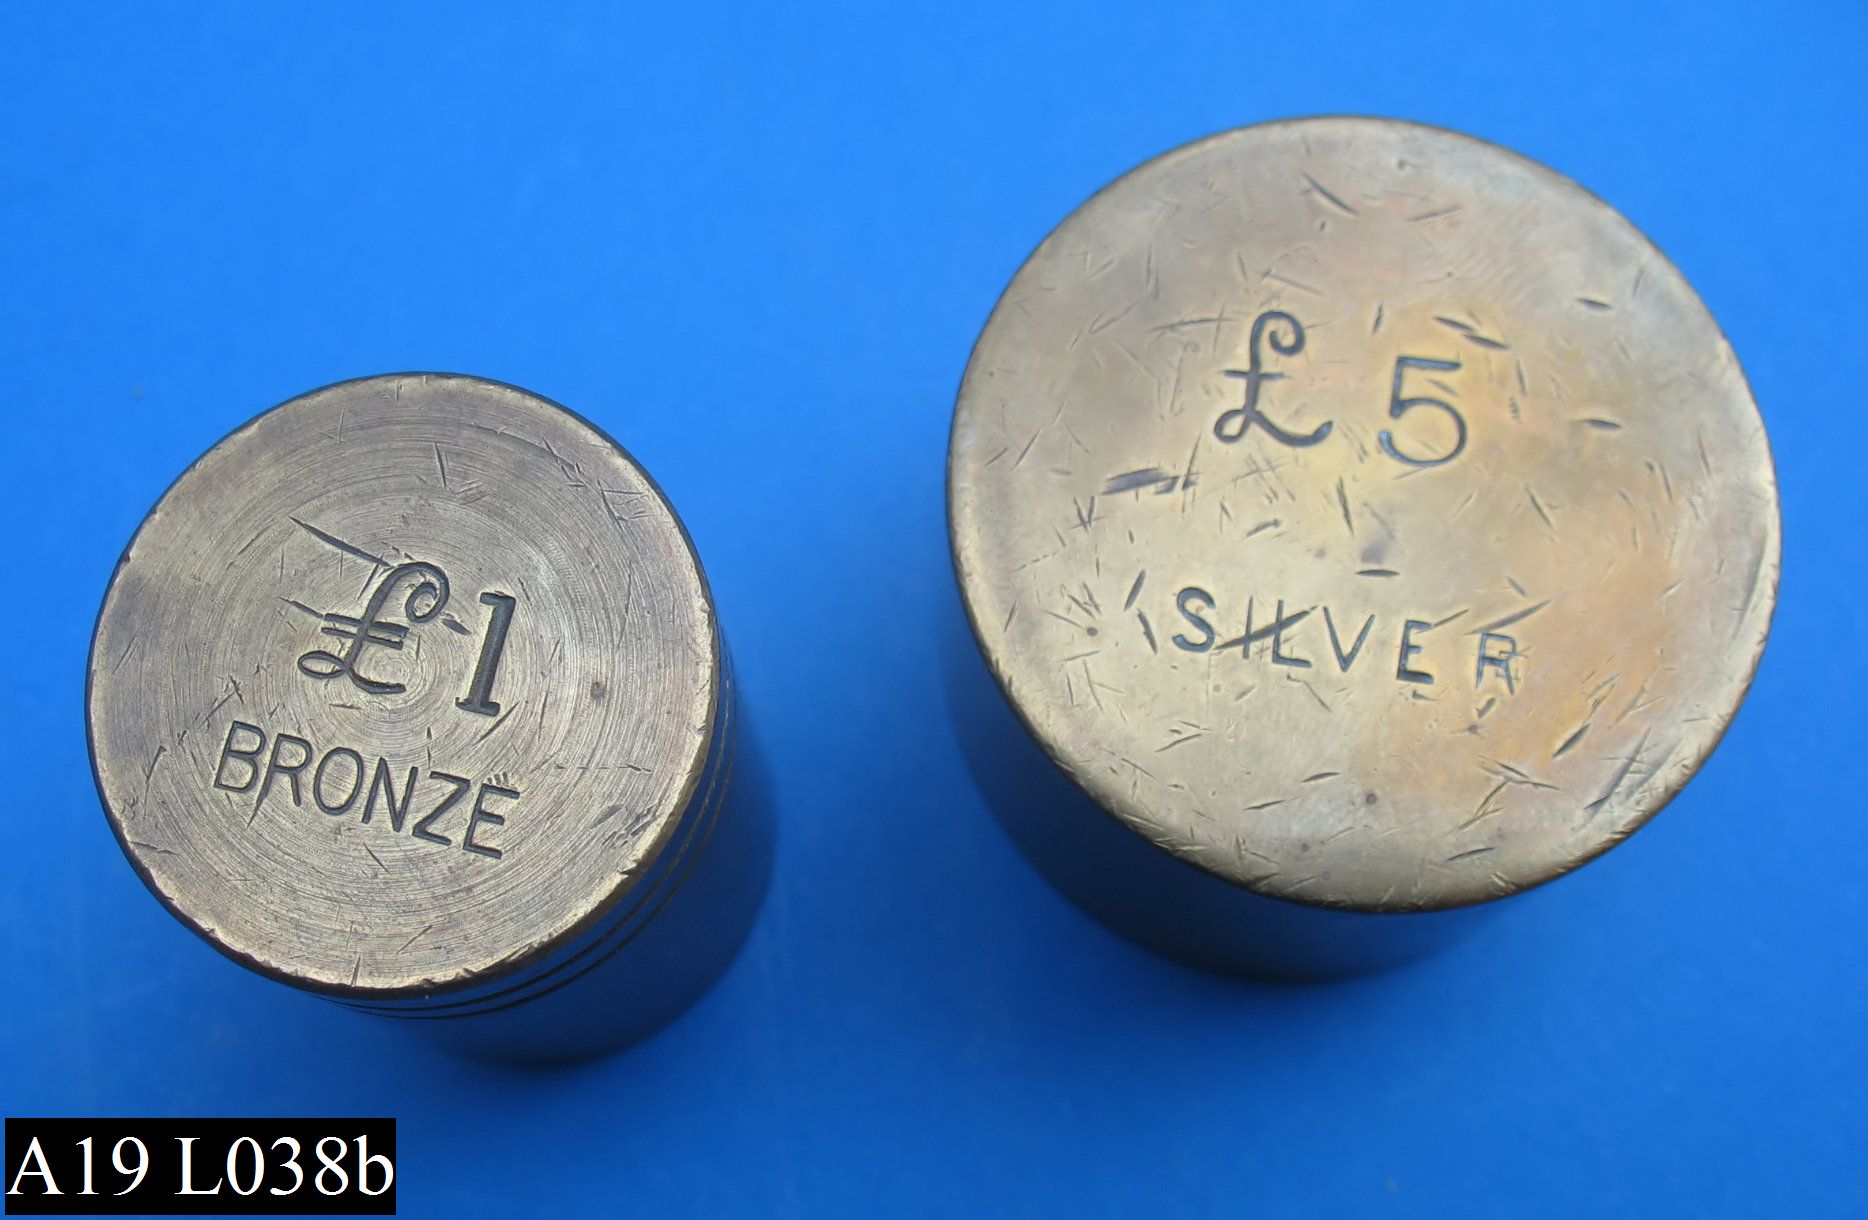 £1
BRONZE
£5
SILVER
A19 L038b